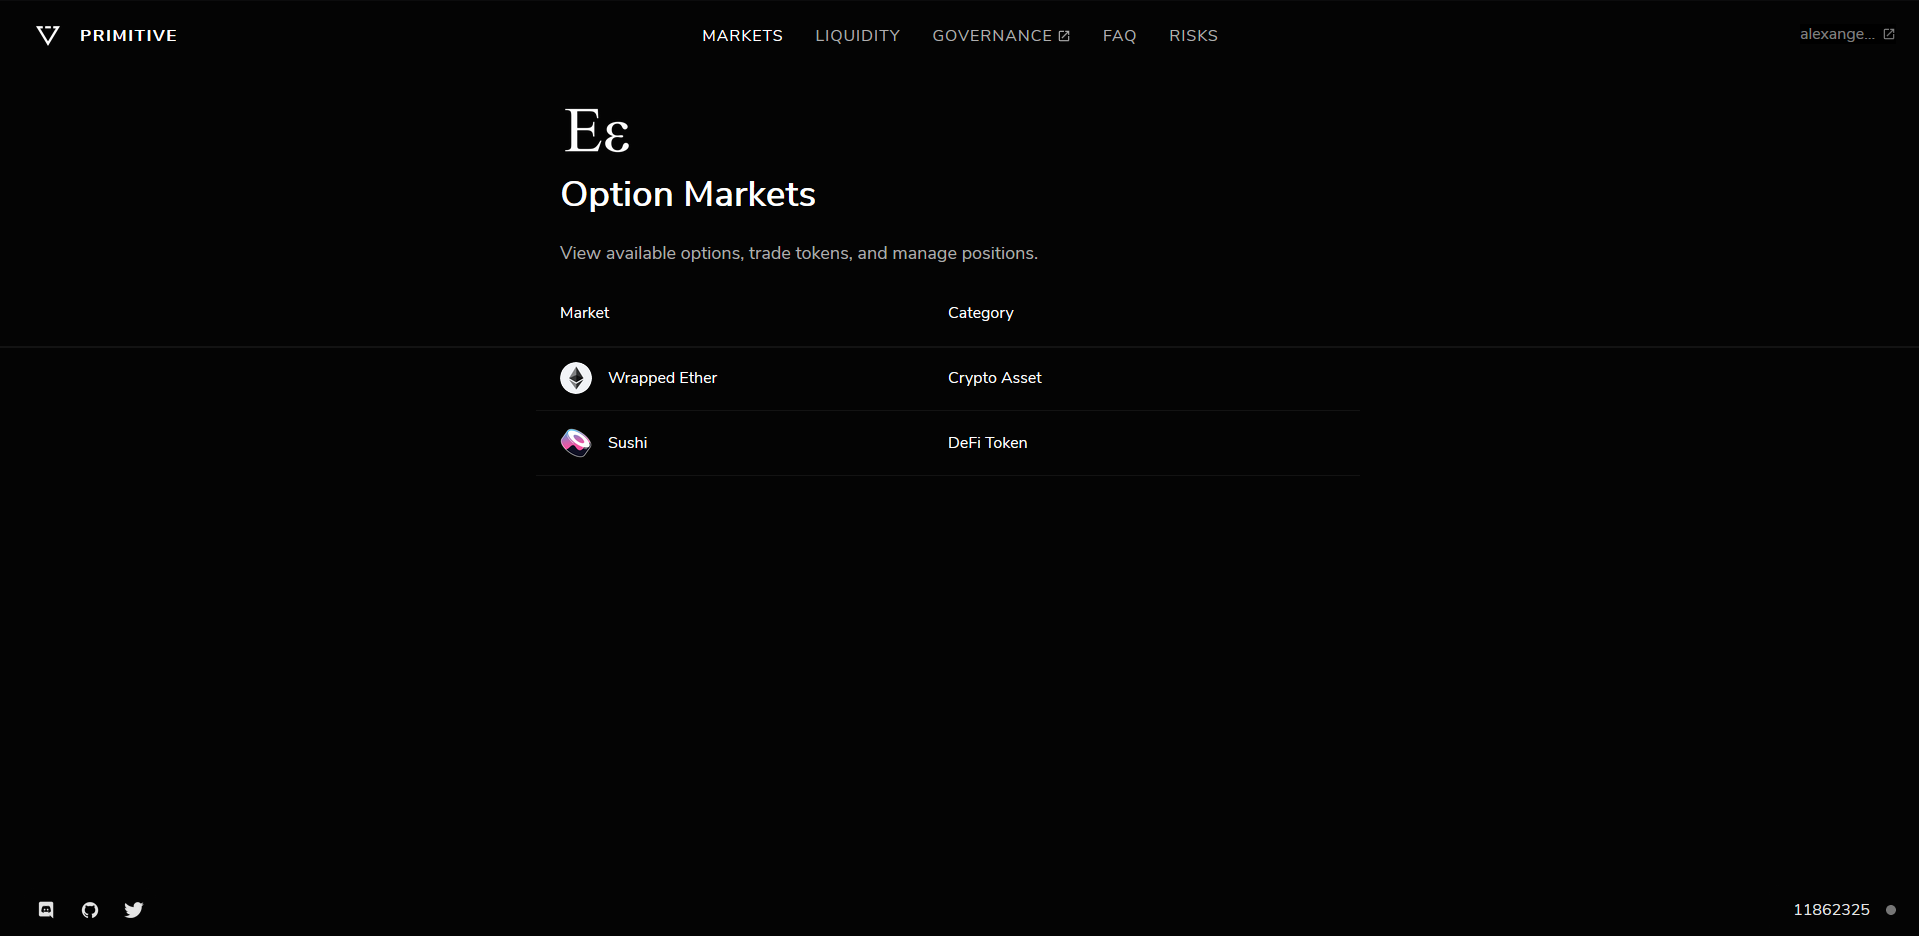 PRIMITIVE
MARKETS LIQUIDITY GOVERNANCE FAQ RISKS
alexange...
Εε
Option Markets
View available options, trade tokens, and manage positions.
Market Category
Wrapped Ether Crypto Asset
Sushi DeFi Token
11862325